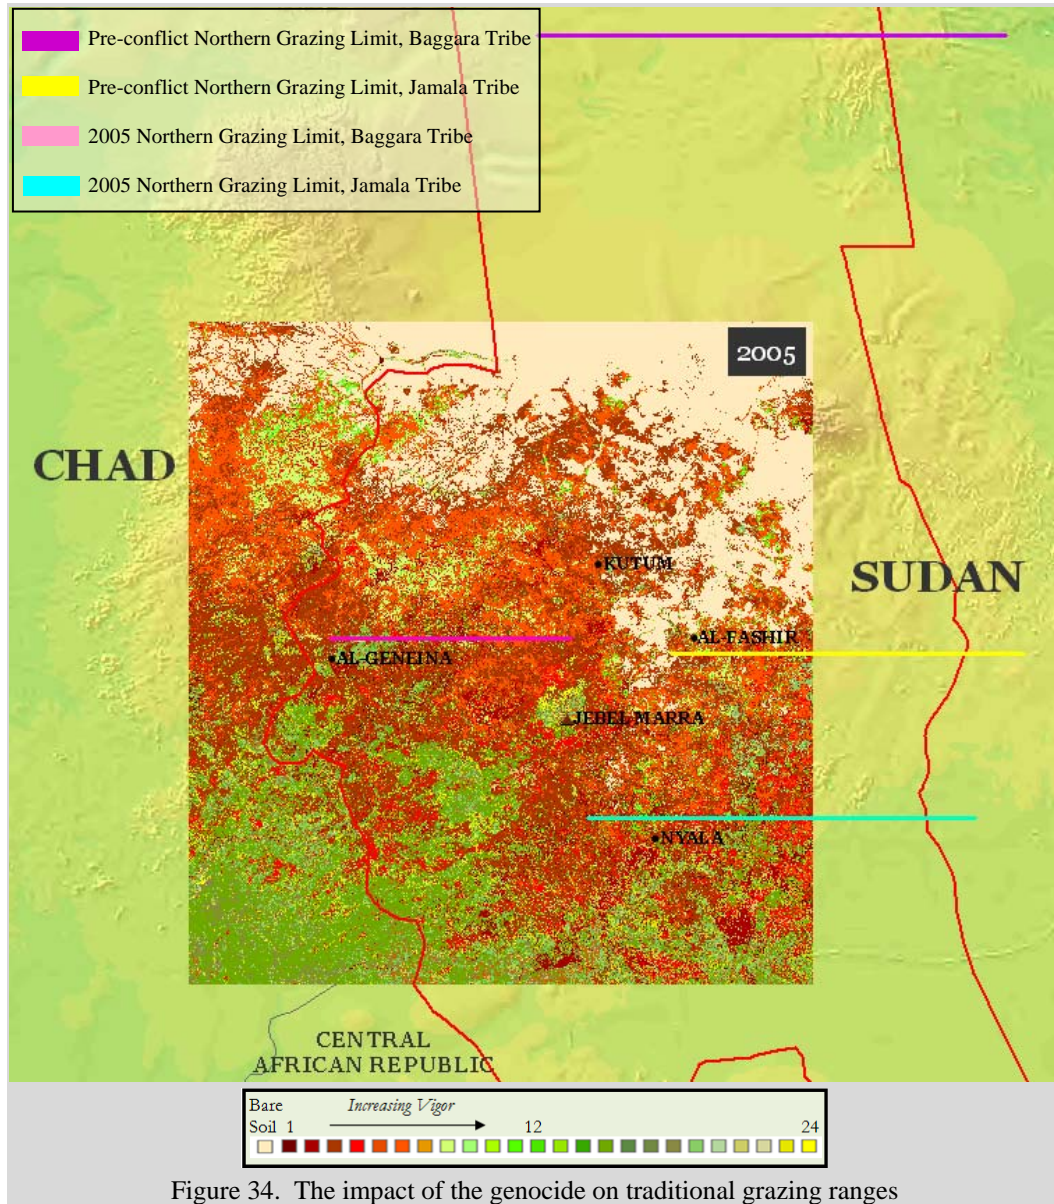 Pre-conflict Northern Grazing Limit, Baggara Tribe
Pre-conflict Northern Grazing Limit, Jamala Tribe
2005 Northern Grazing Limit, Baggara Tribe
2005 Northern Grazing Limit, Jamala Tribe
2005
CHAD
KUTUM
SUDAN
AL-FASHIR
AL-GENEINA
JEBEL MARRA
NYALA
CENTRAL
AFRICAN REPUBLIC
Bare Increasing Vigor
Soil 1 12 24
Figure 34. The impact of the genocide on traditional grazing ranges